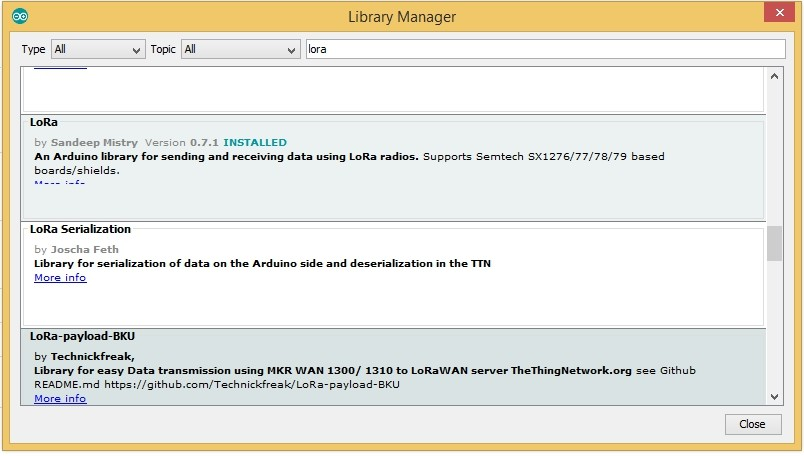 Library Manager
Type All Topic All lora
LoRa
by Sandeep Mistry Version 0.7.1 INSTALLED
An Arduino library for sending and receiving data using LoRa radios. Supports Semtech SX1276/77/78/79 based
boards/shields.
More info
LoRa Serialization
by Joscha Feth
Library for serialization of data on the Arduino side and deserialization in the TTN
More info
LoRa-payload-BKU
by Technickfreak,
Library for easy Data transmission using MKR WAN 1300/ 1310 to LoRaWAN server TheThingNetwork.org see Github
README.md https://github.com/Technickfreak/LoRa-payload-BKU
More info
Close